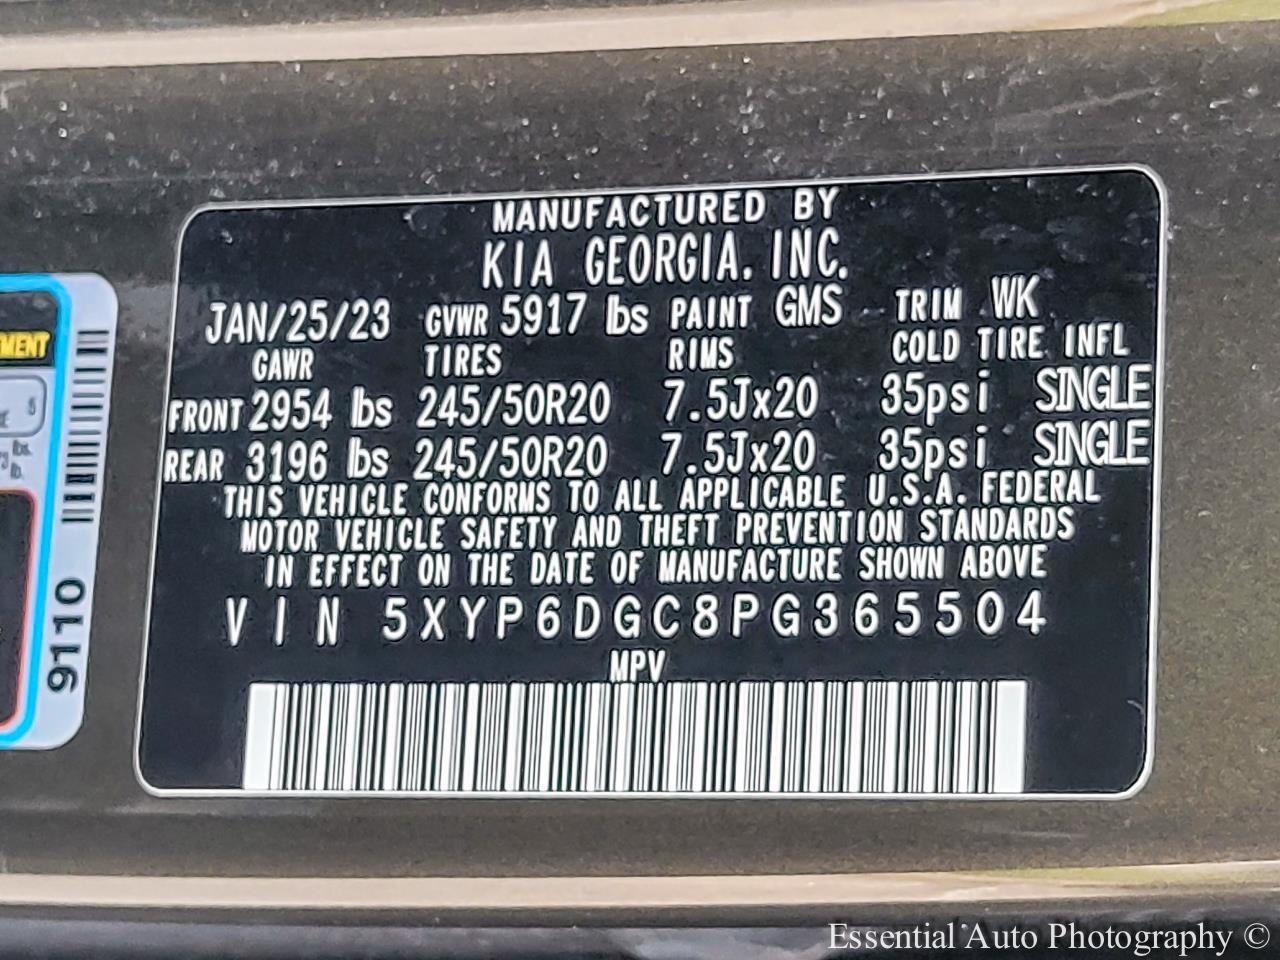 MANUFACTURED BY
KIA GEORGIA. INC.
JAN/25/23 GVWR 5917 lbs PAINT GMS TRIM WK
GAWR TIRES RIMS COLD TIRE INFL
FRONT 2954 lbs 245/50R20 7.5Jx20 35psi SINGLE
REAR 3196 lbs 245/50R20 7.5Jx20 35psi SINGLE
THIS VEHICLE CONFORMS TO ALL APPLICABLE U.S.A. FEDERAL
MOTOR VEHICLE SAFETY AND THEFT PREVENTION STANDARDS
IN EFFECT ON THE DATE OF MANUFACTURE SHOWN ABOVE
VIN 5XYP6DGC8PG365504
MPV
9110
Essential Auto Photography ©